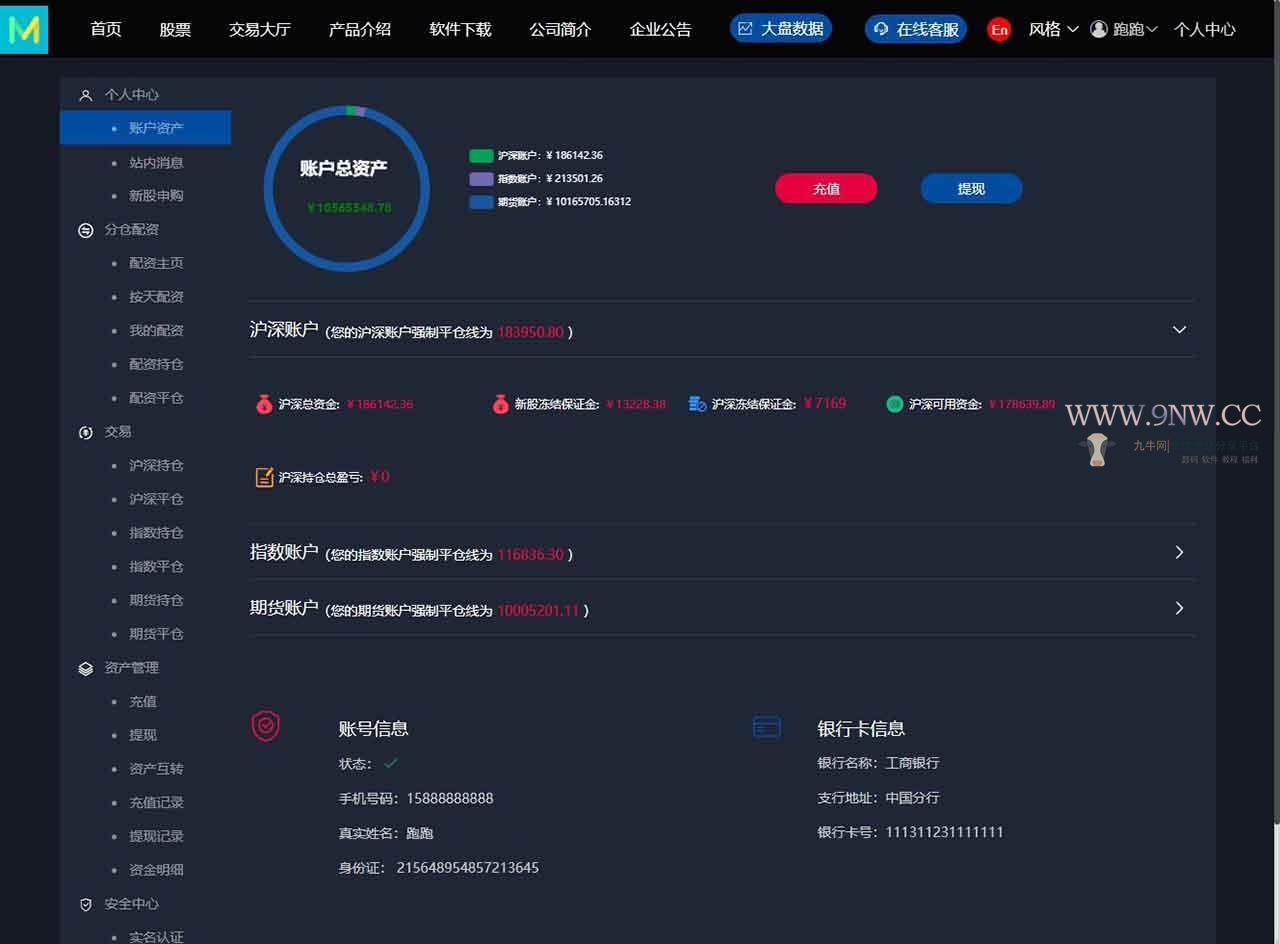 M 首页 股票 交易大厅 产品介绍 软件下载 公司简介 企业公告 大盘数据 在线客服 En 风格 跑跑 个人中心
个人中心
账户资产
站内消息
新股申购
分仓配资
配资主页
按天配资
我的配资
配资持仓
配资平仓
交易
沪深持仓
沪深平仓
指数持仓
指数平仓
期货持仓
期货平仓
资产管理
充值
提现
资产互转
充值记录
提现记录
资金明细
安全中心
实名认证
账户总资产
¥10565348.78
沪深账户：¥ 186142.36
指数账户：¥ 213501.26
期货账户：¥ 10165705.16312
充值
提现
沪深账户 (您的沪深账户强制平仓线为 183950.80 )
沪深总资金: ¥186142.36 新股冻结保证金: ¥13228.38 沪深冻结保证金: ¥7169 沪深可用资金: ¥178639.89
沪深持仓总盈亏: ¥0
指数账户 (您的指数账户强制平仓线为 116836.30 )
期货账户 (您的期货账户强制平仓线为 10005201.11 )
账号信息
状态：
手机号码：15888888888
真实姓名：跑跑
身份证： 215648954857213645
银行卡信息
银行名称：工商银行
支行地址：中国分行
银行卡号：111311231111111
WWW.9NW.CC
九牛网|
源码 软件 教程 福利